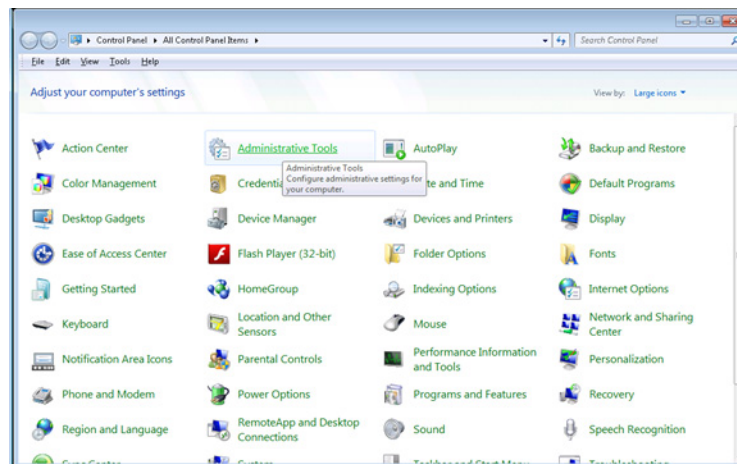 Control Panel ▸ All Control Panel Items ▸
Search Control Panel
File Edit View Tools Help
Adjust your computer's settings
View by: Large icons
Action Center
Administrative Tools
AutoPlay
Backup and Restore
Administrative Tools
Configure administrative settings for
your computer.
Color Management
and Time
Default Programs
Desktop Gadgets
Device Manager
Devices and Printers
Display
Ease of Access Center
Flash Player (32-bit)
Folder Options
Fonts
Getting Started
HomeGroup
Indexing Options
Internet Options
Keyboard
Location and Other
Sensors
Mouse
Network and Sharing
Center
Notification Area Icons
Parental Controls
Performance Information
and Tools
Personalization
Phone and Modem
Power Options
Programs and Features
Recovery
Region and Language
RemoteApp and Desktop
Connections
Sound
Speech Recognition